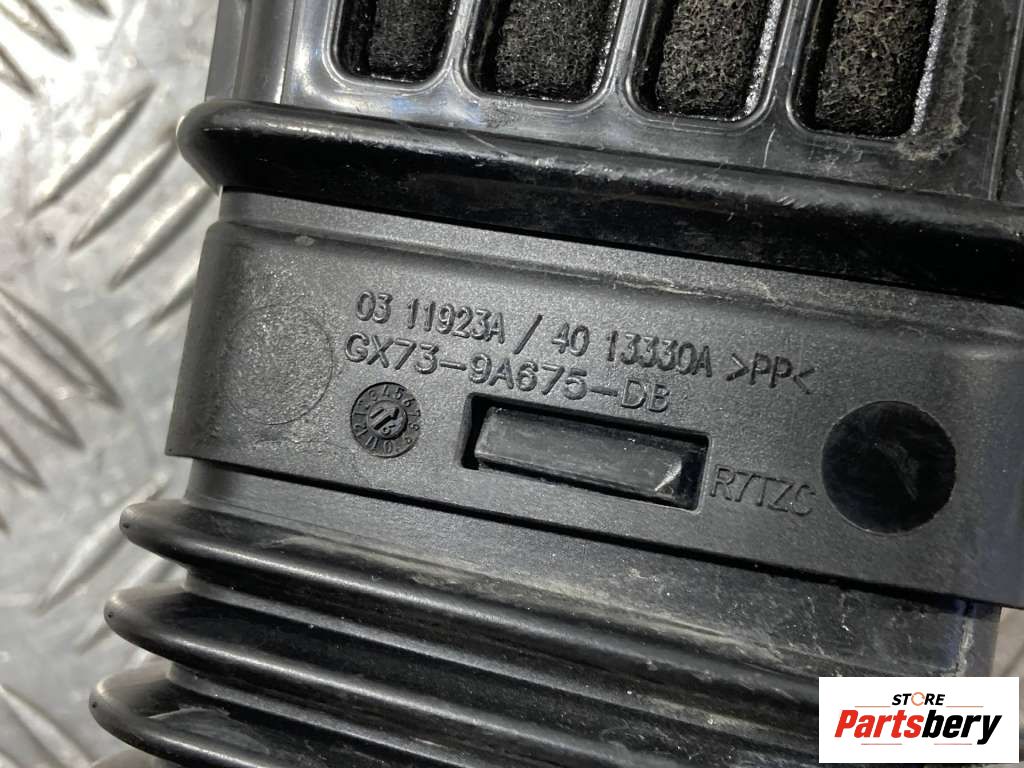 03 11923A / 40 13330A >PP<
GX73-9A675-DB
R7TZC
STORE
Partsbery